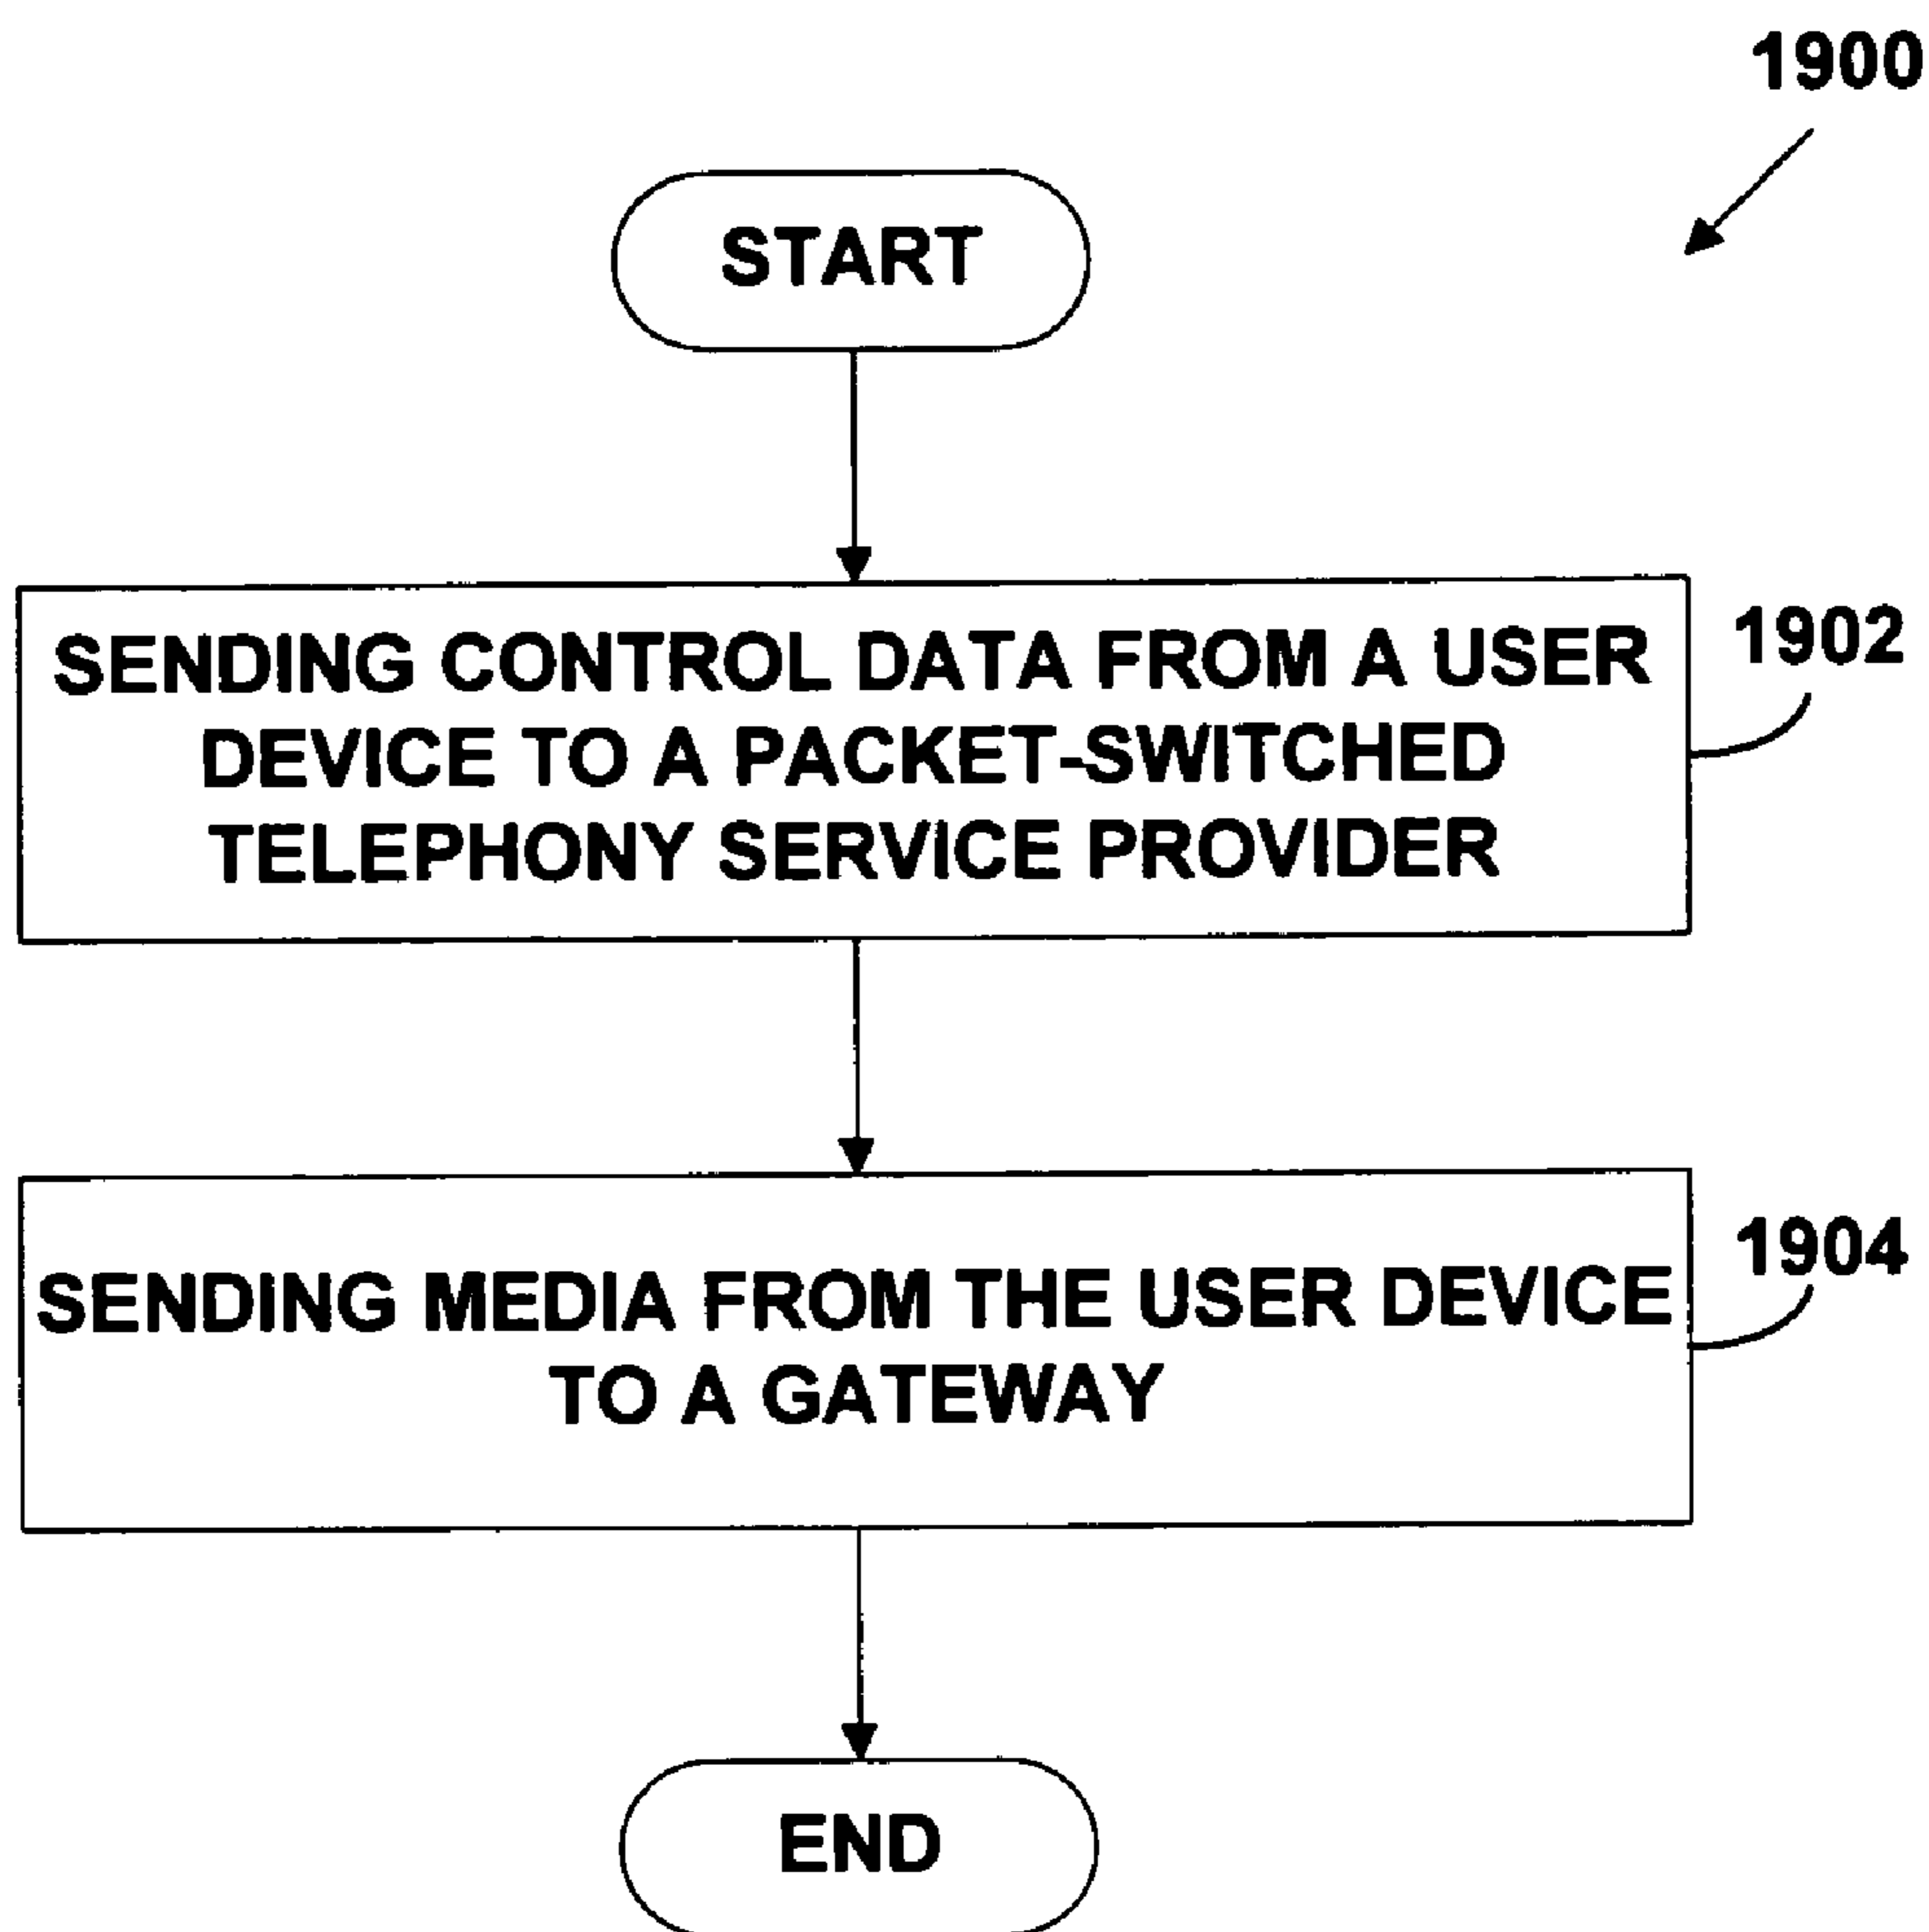 1900
START
SENDING CONTROL DATA FROM A USER
DEVICE TO A PACKET-SWITCHED
TELEPHONY SERVICE PROVIDER
1902
SENDING MEDIA FROM THE USER DEVICE
TO A GATEWAY
1904
END